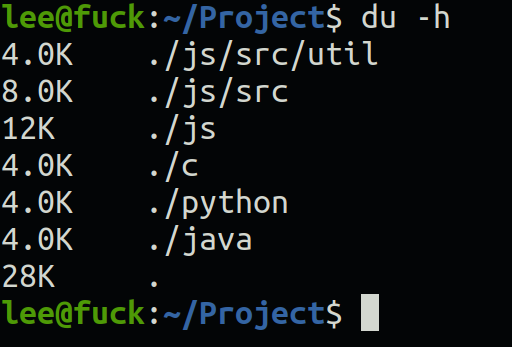 lee@fuck:~/Project$ du -h
4.0K    ./js/src/util
8.0K    ./js/src
12K     ./js
4.0K    ./c
4.0K    ./python
4.0K    ./java
28K     .
lee@fuck:~/Project$